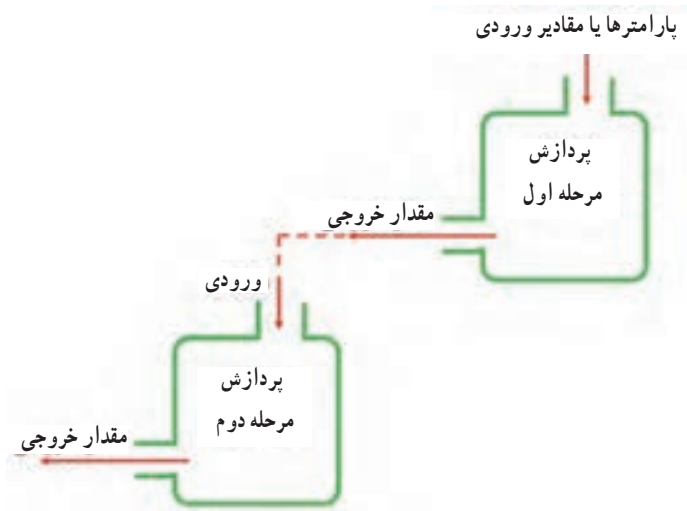 پارامترها یا مقادیر ورودی
پردازش
مرحله اول
مقدار خروجی
ورودی
پردازش
مرحله دوم
مقدار خروجی